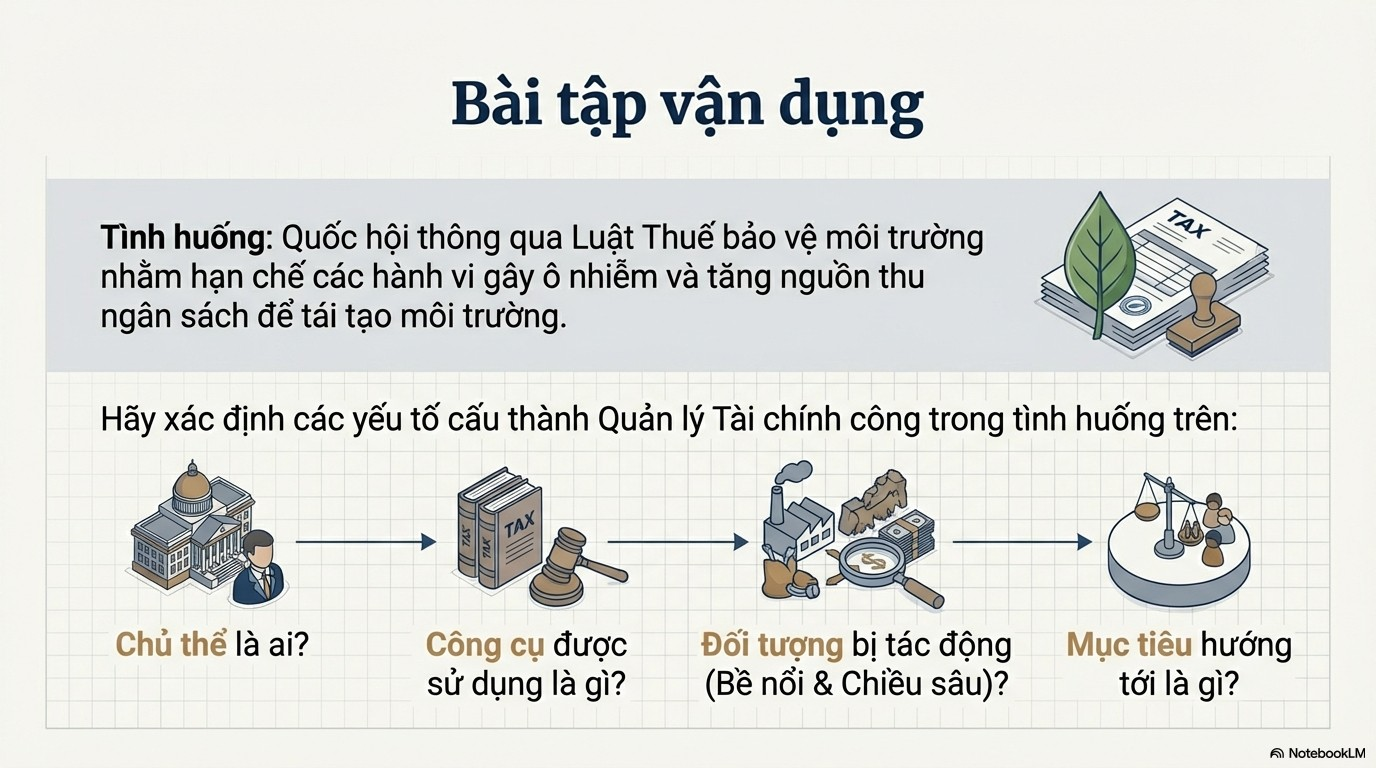 Bài tập vận dụng
Tình huống: Quốc hội thông qua Luật Thuế bảo vệ môi trường
nhằm hạn chế các hành vi gây ô nhiễm và tăng nguồn thu
ngân sách để tái tạo môi trường.
TAX
Hãy xác định các yếu tố cấu thành Quản lý Tài chính công trong tình huống trên:
TAX
TAX
TAX
Chủ thể là ai?
Công cụ được
sử dụng là gì?
Đối tượng bị tác động
(Bề nổi & Chiều sâu)?
Mục tiêu hướng
tới là gì?
NotebookLM